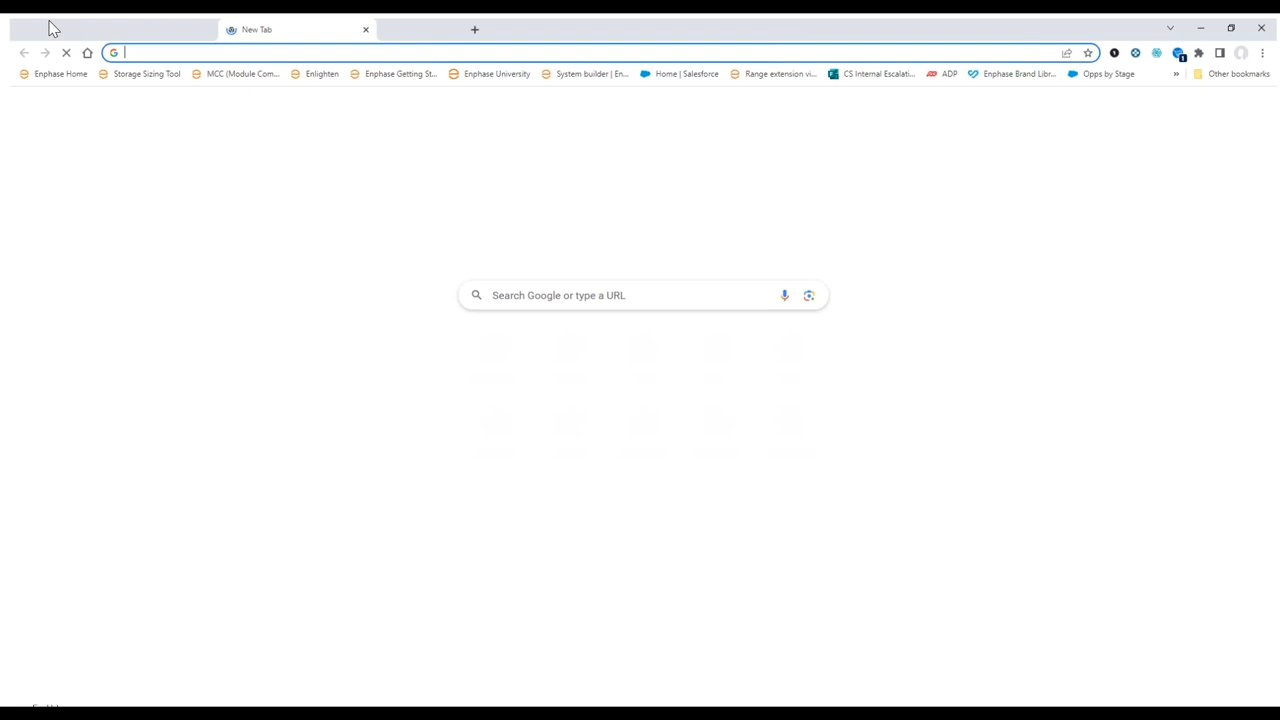 New Tab
Enphase Home Storage Sizing Tool MCC (Module Com... Enlighten Enphase Getting St... Enphase University System builder | En... Home | Salesforce Range extension vi... CS Internal Escalati... ADP Enphase Brand Libr... Opps by Stage » Other bookmarks
Search Google or type a URL